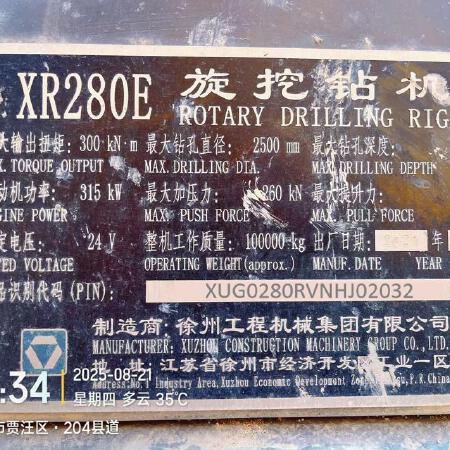 XR280E 旋挖钻机
ROTARY DRILLING RIG
大输出扭矩: 300 kN·m 最大钻孔直径: 2500 mm 最大钻孔深度:
X. TORQUE OUTPUT MAX. DRILLING DIA. MAX. DRILLING DEPTH
动机功率: 315 kW 最大加压力: 260 kN 最大提升力:
GINE POWER MAX. PUSH FORCE MAX. PULL FORCE
定电压: 24 V 整机工作质量: 100000 kg 出厂日期: 年
ED VOLTAGE OPERATING WEIGHT(approx.) MANUF. DATE YEAR
品识别代码 (PIN): XUG0280RVNHJ02032
制造商: 徐州工程机械集团有限公司
MANUFACTURER: XUZHOU CONSTRUCTION MACHINERY GROUP CO., LTD.
址: 江苏省徐州市经济开发区工业一区
Address: No.1 Industry Area, Xuzhou Economic Development P.R.China
:34 2025-08-21
星期四 多云 35℃
市贾汪区·204县道